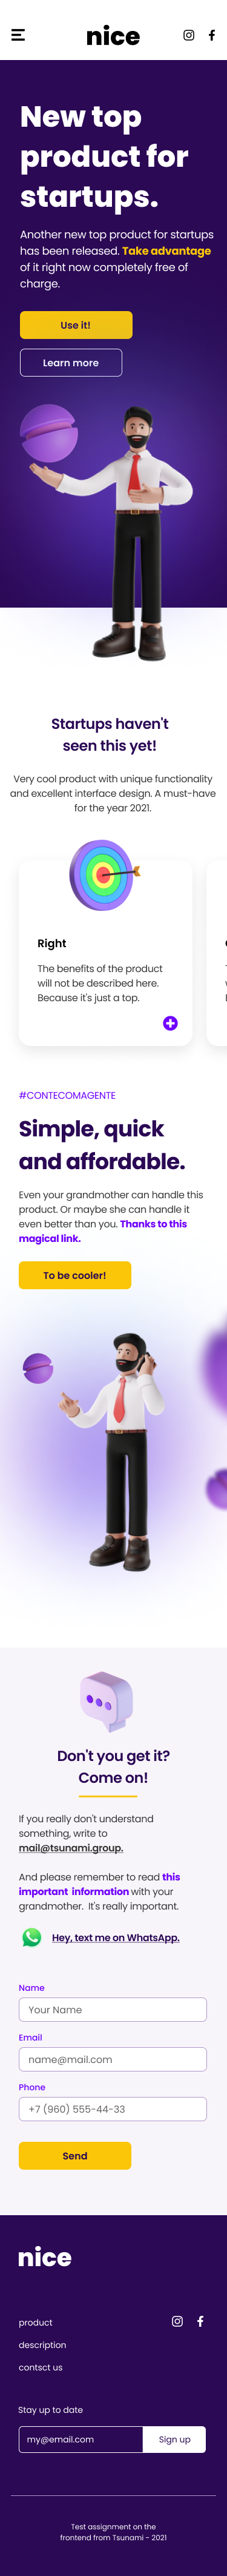 nice
New top
product for
startups.
Another new top product for startups
has been released. Take advantage
of it right now completely free of
charge.
Use it!
Learn more
Startups haven't
seen this yet!
Very cool product with unique functionality
and excellent interface design. A must-have
for the year 2021.
Right
The benefits of the product
will not be described here.
Because it's just a top.
#CONTECOMAGENTE
Simple, quick
and affordable.
Even your grandmother can handle this
product. Or maybe she can handle it
even better than you. Thanks to this
magical link.
To be cooler!
Don't you get it?
Come on!
If you really don't understand
something, write to
mail@tsunami.group.
And please remember to read this
important information with your
grandmother. It's really important.
Hey, text me on WhatsApp.
Name
Your Name
Email
name@mail.com
Phone
+7 (960) 555-44-33
Send
nice
product
description
contsct us
Stay up to date
my@email.com
Sign up
Test assignment on the
frontend from Tsunami - 2021